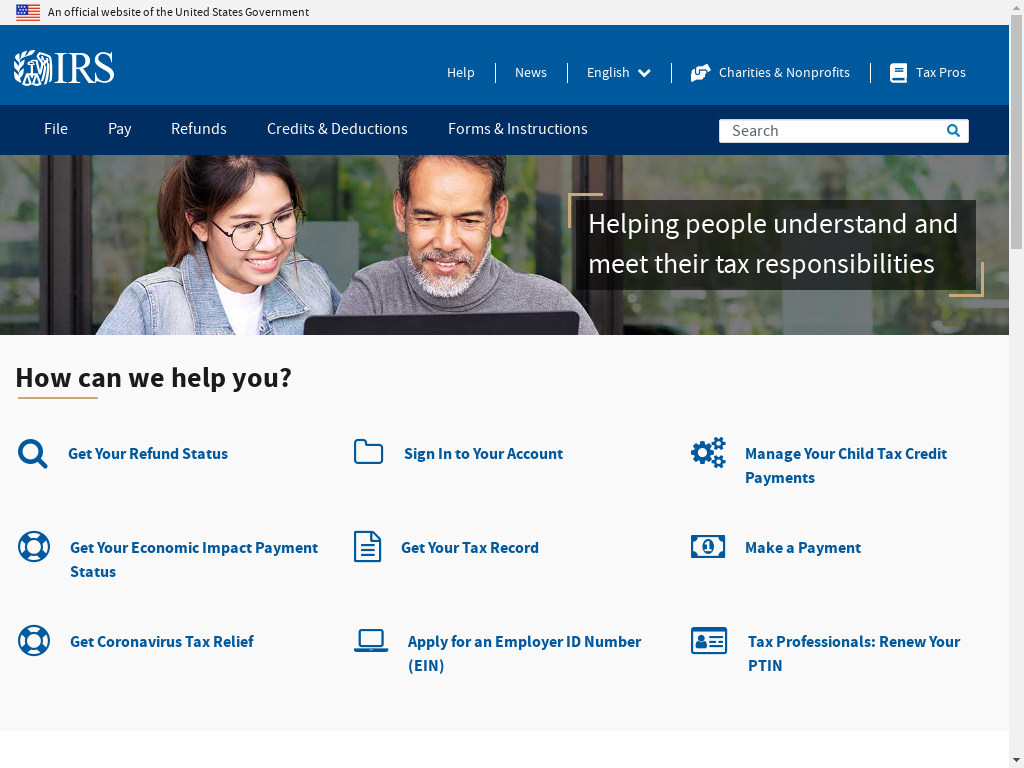 An official website of the United States Government
IRS
Help
News
English
Charities & Nonprofits
Tax Pros
File
Pay
Refunds
Credits & Deductions
Forms & Instructions
Search
Helping people understand and
meet their tax responsibilities
How can we help you?
Get Your Refund Status
Sign In to Your Account
Manage Your Child Tax Credit
Payments
Get Your Economic Impact Payment
Status
Get Your Tax Record
Make a Payment
Get Coronavirus Tax Relief
Apply for an Employer ID Number
(EIN)
Tax Professionals: Renew Your
PTIN